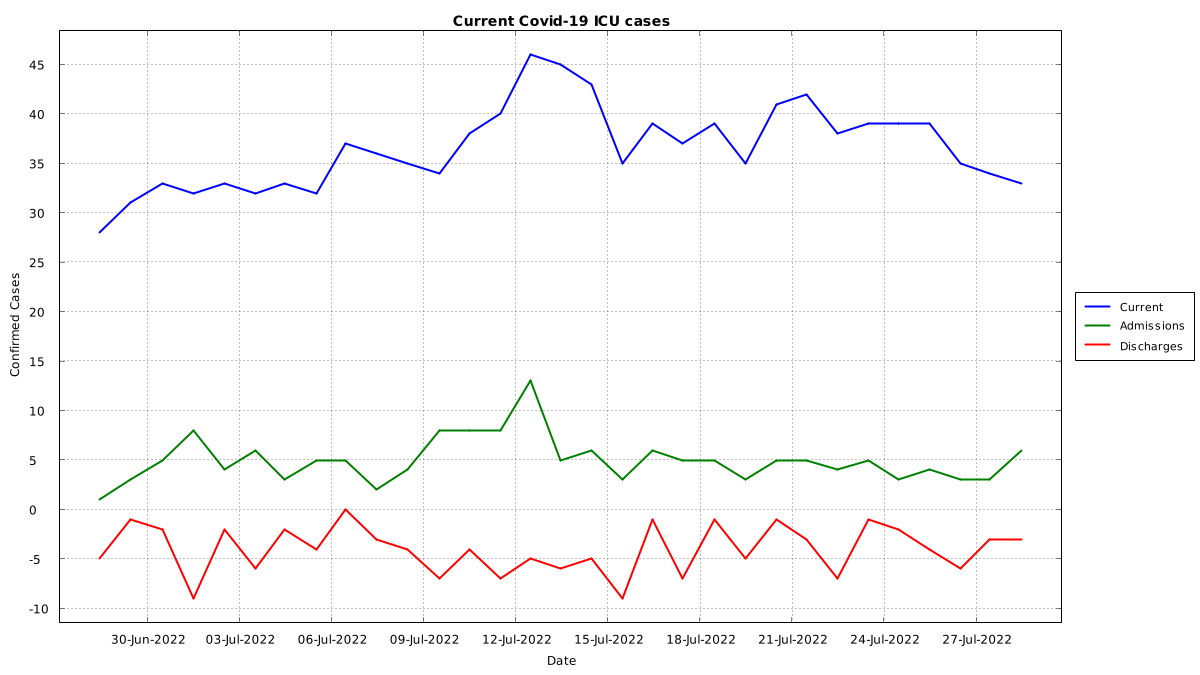 Current Covid-19 ICU cases
45
40
35
30
25
20
15
10
5
0
-5
-10
Confirmed Cases
30-Jun-2022 03-Jul-2022 06-Jul-2022 09-Jul-2022 12-Jul-2022 15-Jul-2022 18-Jul-2022 21-Jul-2022 24-Jul-2022 27-Jul-2022
Date
Current
Admissions
Discharges